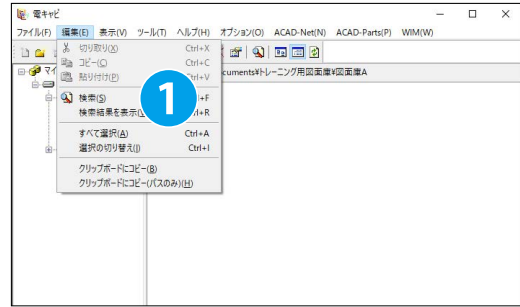 電キャビ
ファイル(F) 編集(E) 表示(V) ツール(T) ヘルプ(H) オプション(O) ACAD-Net(N) ACAD-Parts(P) WIM(W)
切り取り(X) Ctrl+X
コピー(C) Ctrl+C
貼り付け(P) +V
cuments¥トレーニング用図面庫¥図面庫A
マイ
検索(S) +F
検索結果を表示( +R
1
すべて選択(A) Ctrl+A
選択の切り替え(I) Ctrl+I
クリップボードにコピー(B)
クリップボードにコピー(パスのみ)(H)